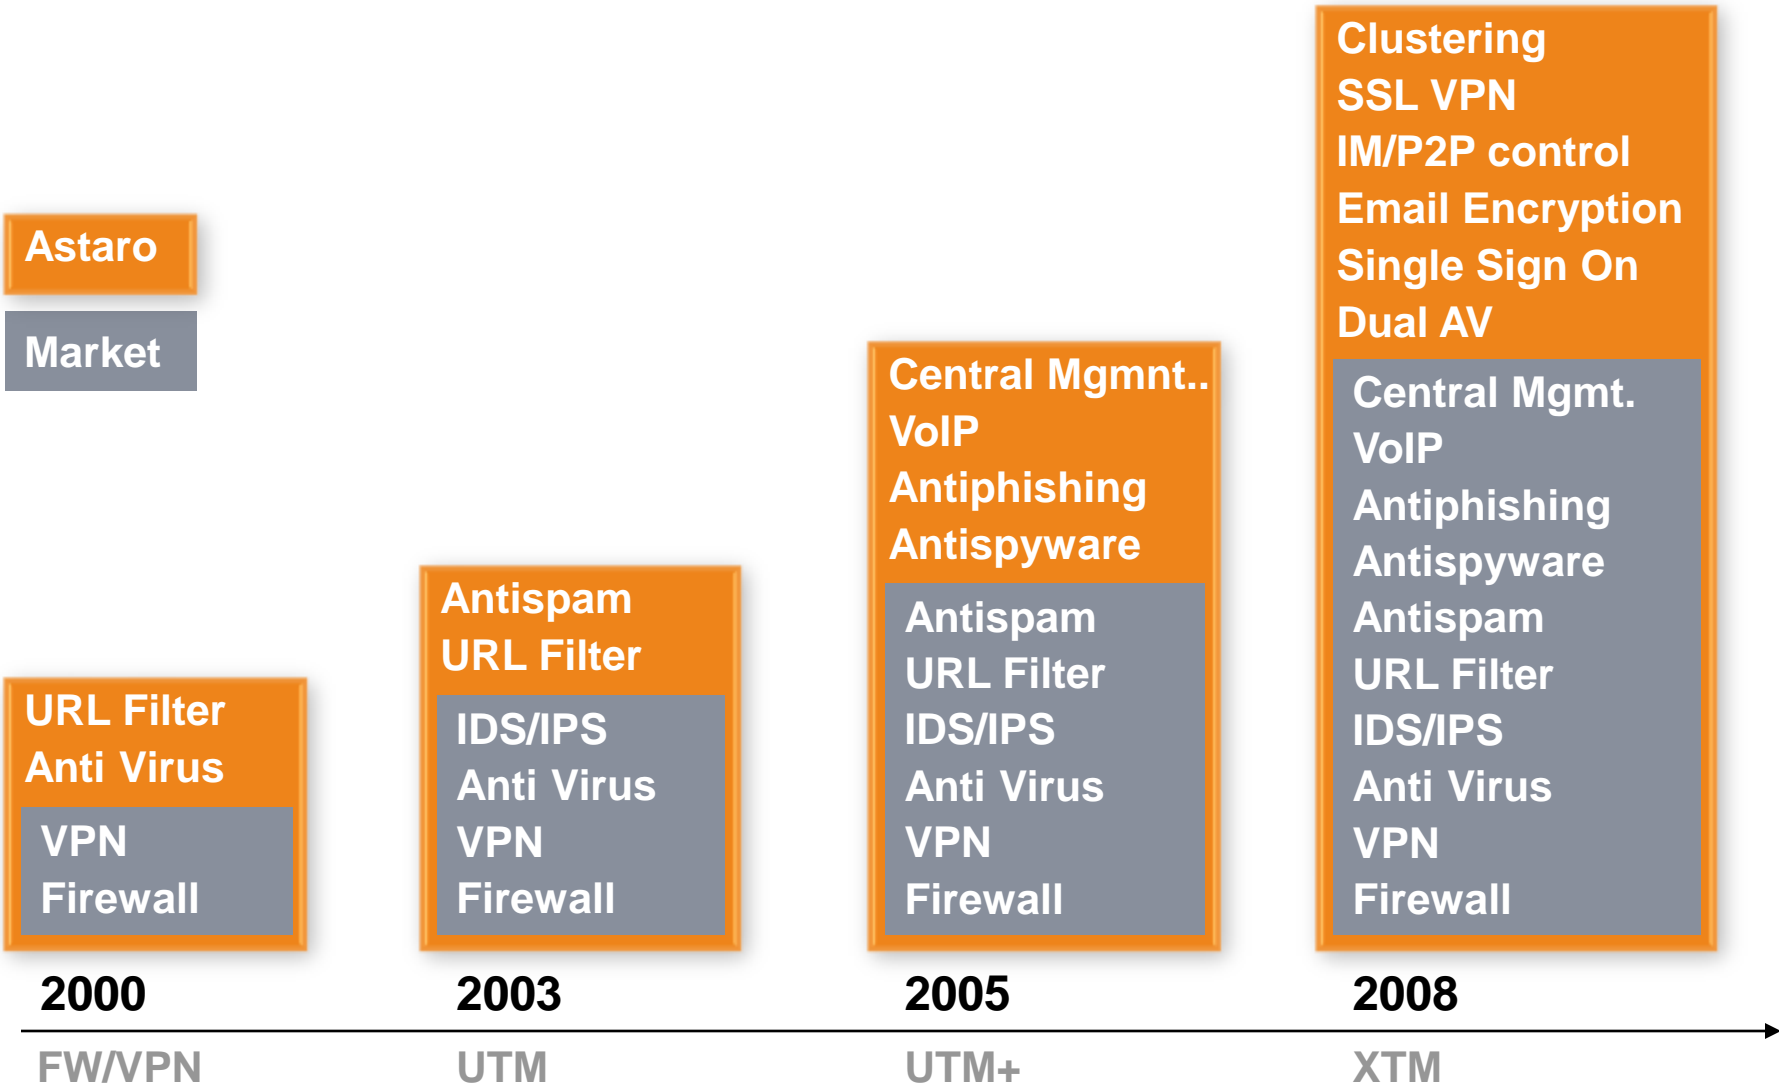 Astaro
Market
URL Filter
Anti Virus
VPN
Firewall
2000
FW/VPN
Antispam
URL Filter
IDS/IPS
Anti Virus
VPN
Firewall
2003
UTM
Central Mgmnt..
VoIP
Antiphishing
Antispyware
Antispam
URL Filter
IDS/IPS
Anti Virus
VPN
Firewall
2005
UTM+
Clustering
SSL VPN
IM/P2P control
Email Encryption
Single Sign On
Dual AV
Central Mgmt.
VoIP
Antiphishing
Antispyware
Antispam
URL Filter
IDS/IPS
Anti Virus
VPN
Firewall
2008
XTM